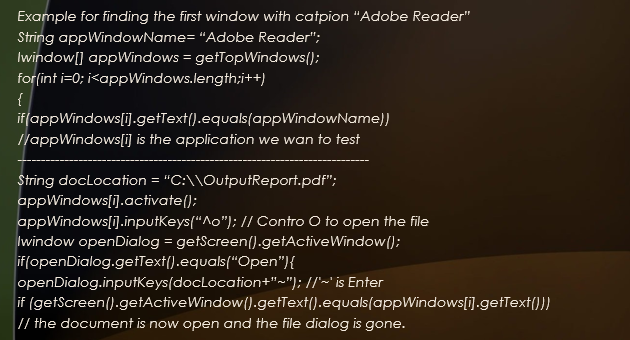 Example for finding the first window with catpion “Adobe Reader”
String appWindowName= “Adobe Reader”;
Iwindow[] appWindows = getTopWindows();
for(int i=0; i<appWindows.length;i++)
{
if(appWindows[i].getText().equals(appWindowName))
//appWindows[i] is the application we wan to test
--------------------------------------------------------------------------
String docLocation = “C:\\OutputReport.pdf”;
appWindows[i].activate();
appWindows[i].inputKeys(“^o”); // Contro O to open the file
Iwindow openDialog = getScreen().getActiveWindow();
if(openDialog.getText().equals(“Open”){
openDialog.inputKeys(docLocation+”~”); //'~' is Enter
if (getScreen().getActiveWindow().getText().equals(appWindows[i].getText()))
// the document is now open and the file dialog is gone.